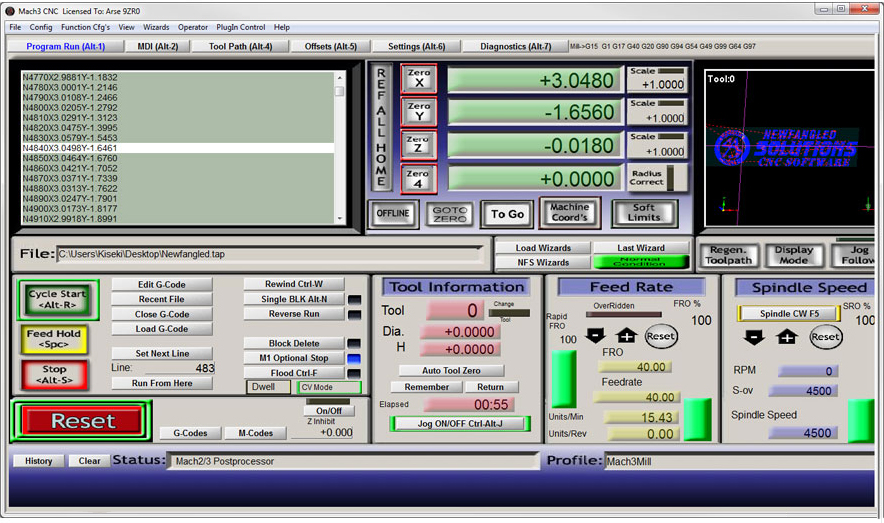 Mach3 CNC Licensed To: Arse 9ZR0
File Config Function Cfg's View Wizards Operator PlugIn Control Help
Program Run (Alt-1) MDI (Alt-2) Tool Path (Alt-4) Offsets (Alt-5) Settings (Alt-6) Diagnostics (Alt-7) Mill->G15 G1 G17 G40 G20 G90 G94 G54 G49 G99 G64 G97
N4770X2.9881Y-1.1832
N4780X3.0001Y-1.2146
N4790X3.0108Y-1.2466
N4800X3.0205Y-1.2792
N4810X3.0291Y-1.3123
N4820X3.0475Y-1.3995
N4830X3.0579Y-1.5453
N4840X3.0498Y-1.6461
N4850X3.0464Y-1.6760
N4860X3.0421Y-1.7052
N4870X3.0371Y-1.7339
N4880X3.0313Y-1.7622
N4890X3.0247Y-1.7901
N4900X3.0173Y-1.8177
N4910X2.9918Y-1.8991
REF ALL HOME
Zero X +3.0480 Scale +1.0000
Zero Y -1.6560 Scale +1.0000
Zero Z -0.0180 Scale +1.0000
Zero 4 +0.0000 Radius Correct
OFFLINE GOTO ZERO To Go Machine Coord's Soft Limits
Tool:0
NEWFANGLED
SOLUTIONS
CNC SOFTWARE
File: C:\Users\Kiseki\Desktop\Newfangled.tap
Load Wizards Last Wizard
NFS Wizards Normal Condition
Regen. Toolpath Display Mode Jog Follow
Cycle Start <Alt-R>
Feed Hold <Spc>
Stop <Alt-S>
Edit G-Code
Recent File
Close G-Code
Load G-Code
Set Next Line
Line: 483
Run From Here
Rewind Ctrl-W
Single BLK Alt-N
Reverse Run
Block Delete
M1 Optional Stop
Flood Ctrl-F
Dwell CV Mode
Reset
G-Codes M-Codes
On/Off
Z Inhibit
+0.000
Tool Information
Tool 0 Change Tool
Dia. +0.0000
H +0.0000
Auto Tool Zero
Remember Return
Elapsed 00:55
Jog ON/OFF Ctrl-Alt-J
Feed Rate
OverRidden FRO %
Rapid FRO 100
100
Reset
FRO
40.00
Feedrate
40.00
Units/Min 15.43
Units/Rev 0.00
Spindle Speed
Spindle CW F5
SRO %
100
Reset
RPM 0
S-ov 4500
Spindle Speed
4500
History Clear Status: Mach2/3 Postprocessor Profile: Mach3Mill